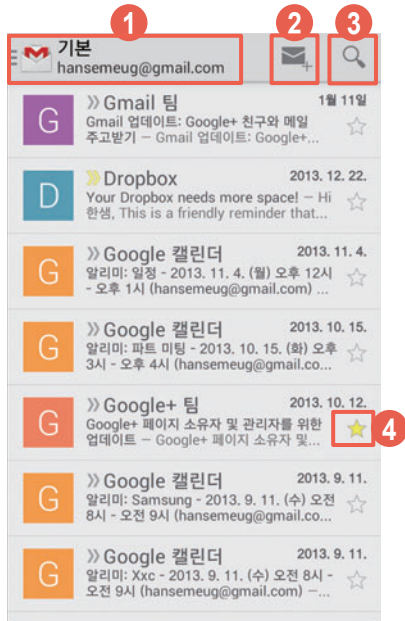 1
2
3
기본
hansemeug@gmail.com
G
》Gmail 팀
1월 11일
Gmail 업데이트: Google+ 친구와 메일
주고받기 – Gmail 업데이트: Google+...
D
》Dropbox
2013. 12. 22.
Your Dropbox needs more space! – Hi
한샘, This is a friendly reminder that...
G
》Google 캘린더
2013. 11. 4.
알리미: 일정 - 2013. 11. 4. (월) 오후 12시
- 오후 1시 (hansemeug@gmail.com) ...
G
》Google 캘린더
2013. 10. 15.
알리미: 파트 미팅 - 2013. 10. 15. (화) 오후
3시 - 오후 4시 (hansemeug@gmail.co...
G
》Google+ 팀
2013. 10. 12.
Google+ 페이지 소유자 및 관리자를 위한
업데이트 – Google+ 페이지 소유자 및...
4
G
》Google 캘린더
2013. 9. 11.
알리미: Samsung - 2013. 9. 11. (수) 오전
8시 - 오전 9시 (hansemeug@gmail.co...
G
》Google 캘린더
2013. 9. 11.
알리미: Xxc - 2013. 9. 11. (수) 오전 8시 -
오전 9시 (hansemeug@gmail.com) –...